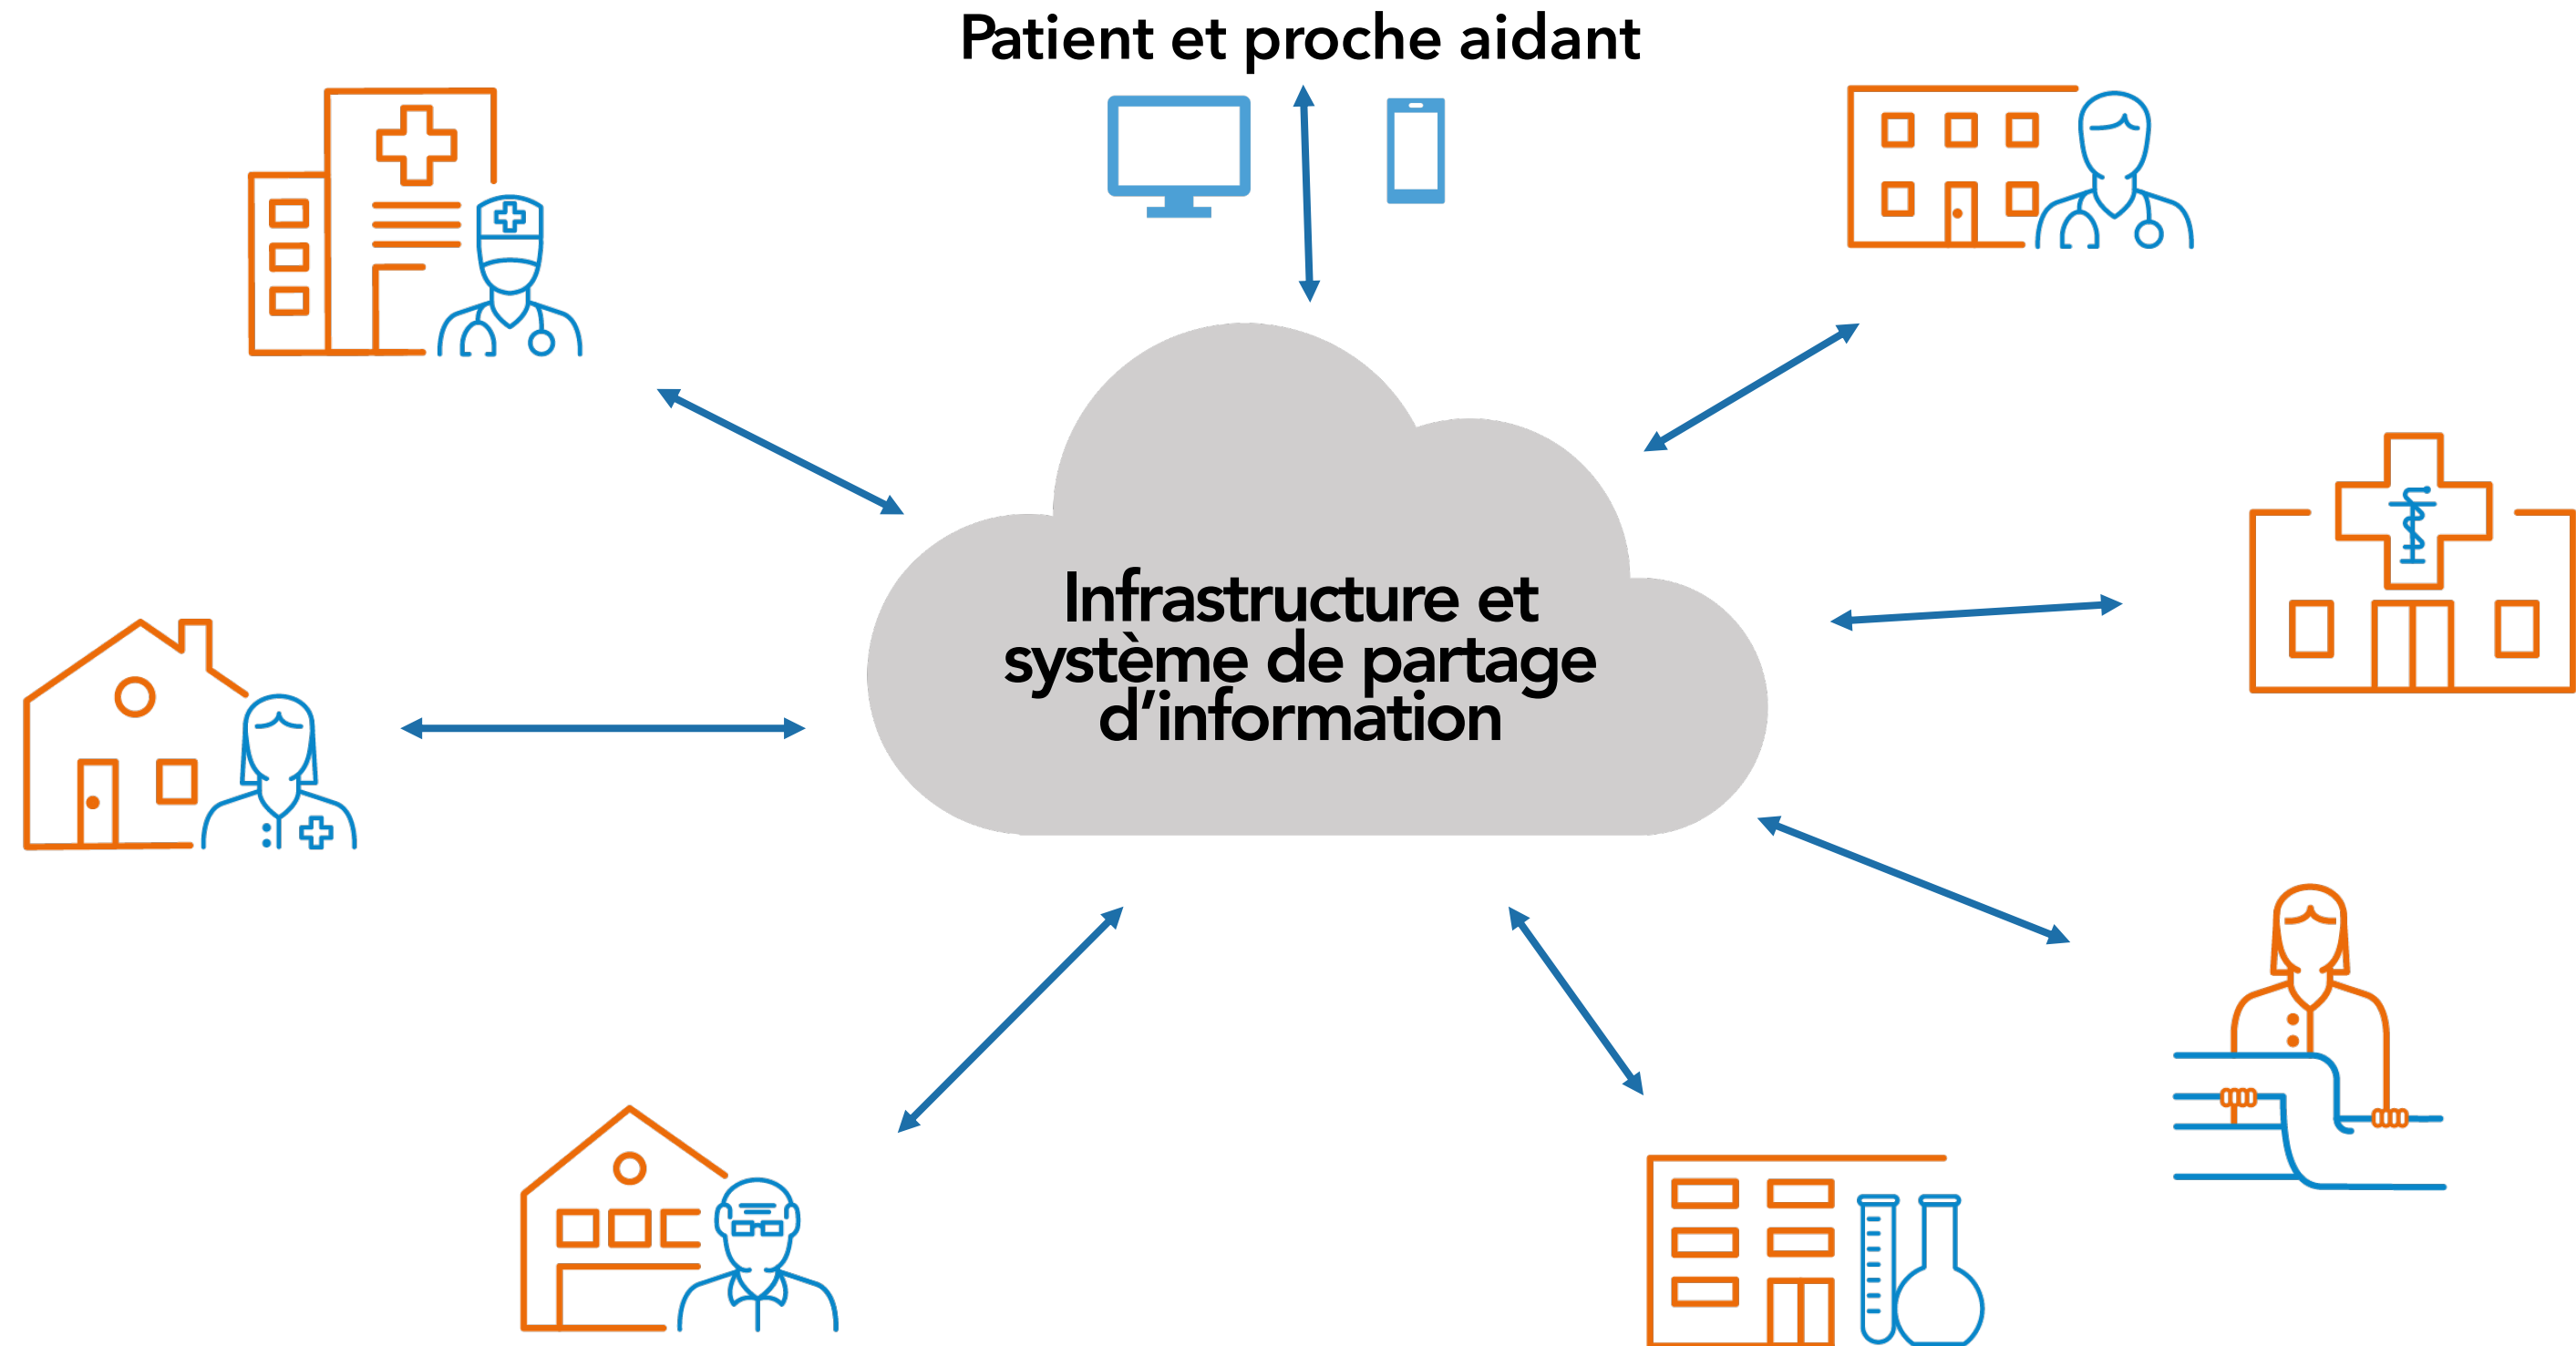 Patient et proche aidant
Infrastructure et
système de partage
d’information